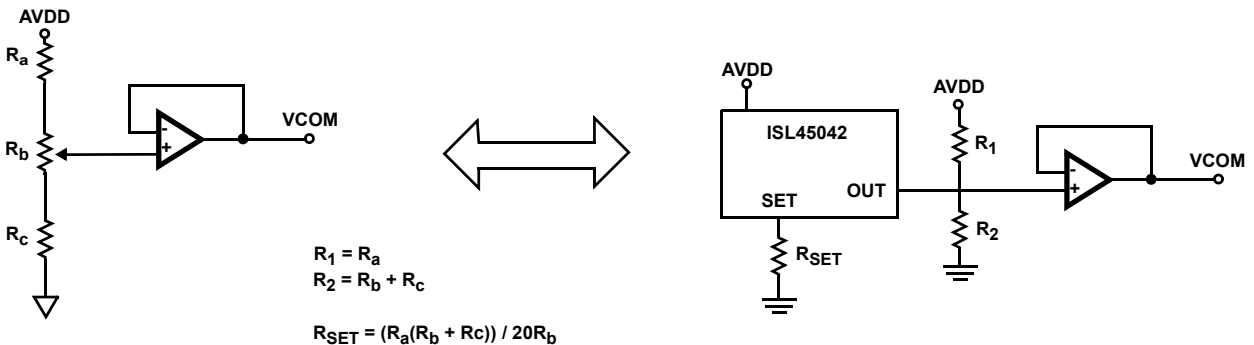 AVDD
Ra
Rb
Rc
-
+
VCOM
R1 = Ra
R2 = Rb + Rc
RSET = (Ra(Rb + Rc)) / 20Rb
AVDD
ISL45042
SET
OUT
RSET
AVDD
R1
R2
-
+
VCOM